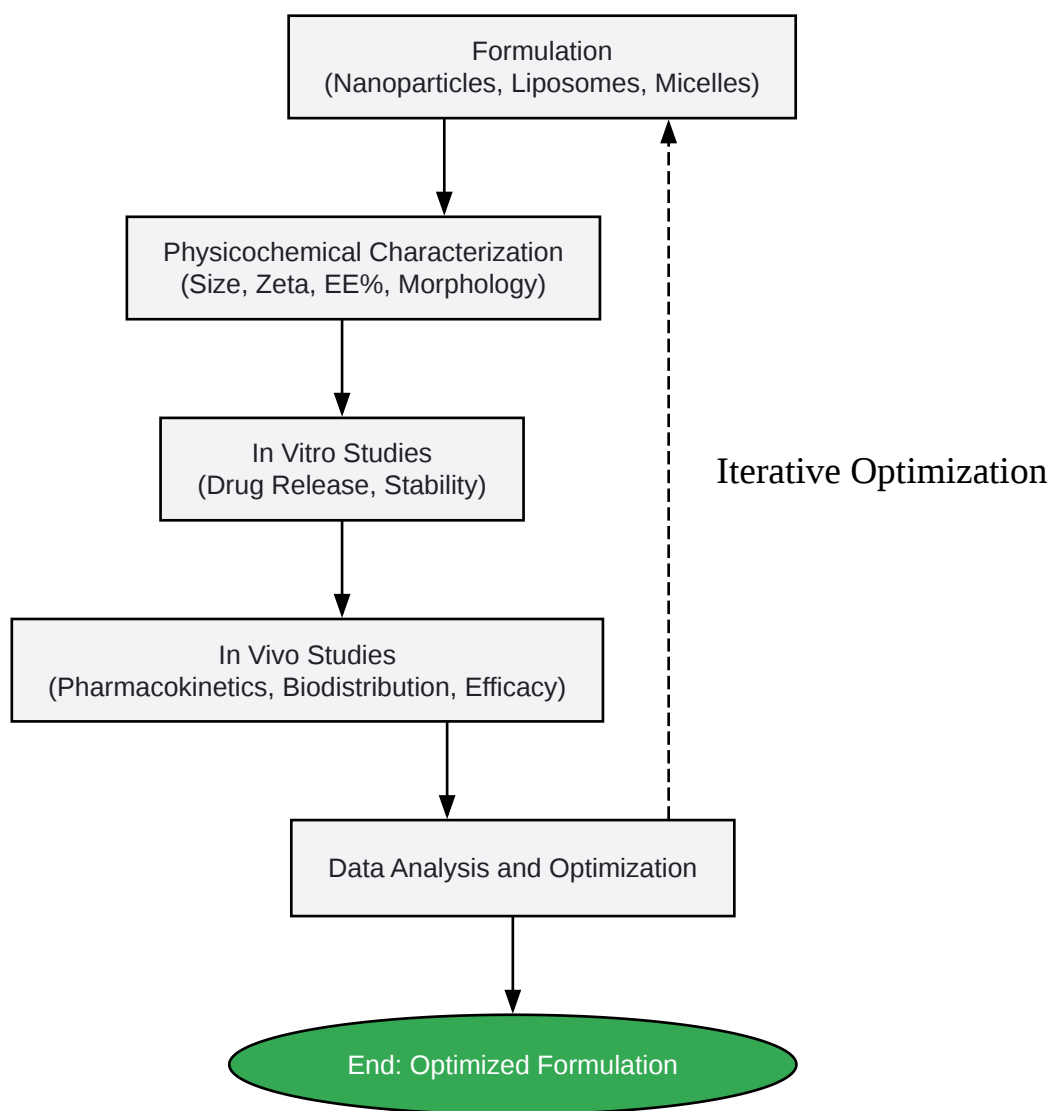 Formulation
(Nanoparticles, Liposomes, Micelles)
Physicochemical Characterization
(Size, Zeta, EE%, Morphology)
In Vitro Studies
(Drug Release, Stability)
Iterative Optimization
In Vivo Studies
(Pharmacokinetics, Biodistribution, Efficacy)
Data Analysis and Optimization
End: Optimized Formulation